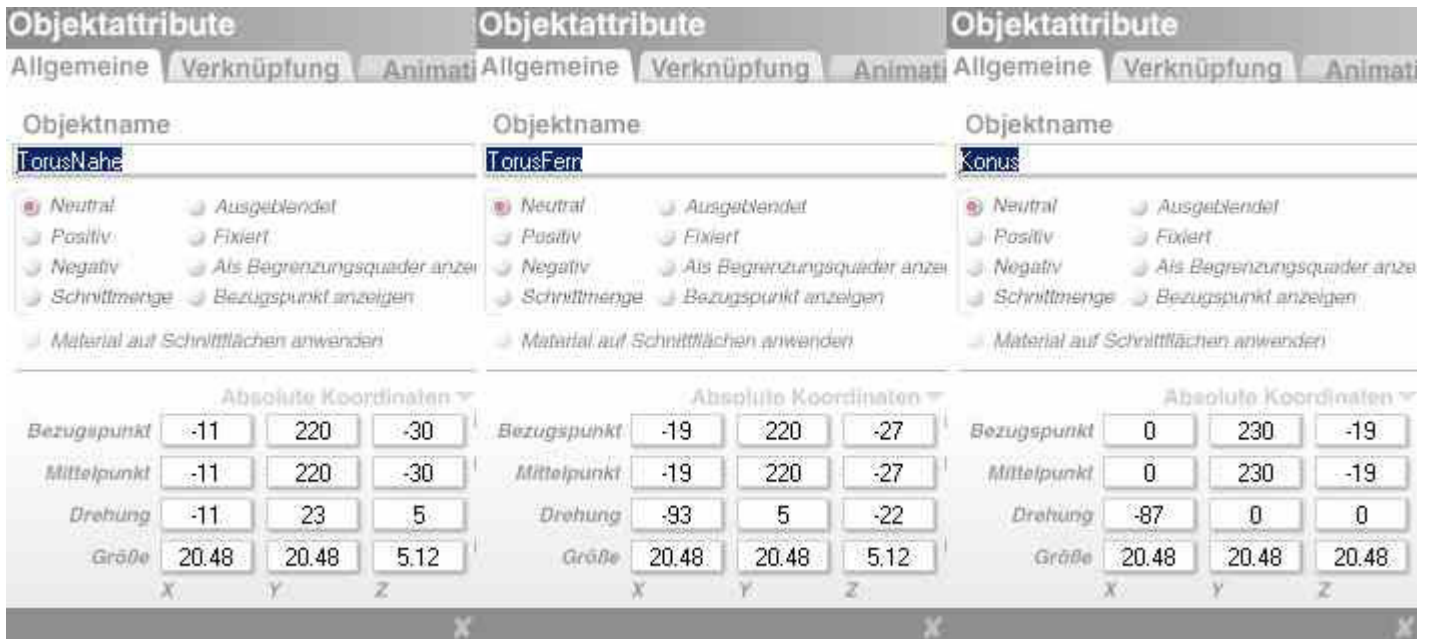 Objektattribute
Allgemeine Verknüpfung Animati
Objektname
TorusNahe
Neutral Ausgeblendet
Positiv Fixiert
Negativ Als Begrenzungsquader anzei
Schnittmenge Bezugspunkt anzeigen
Material auf Schnittflächen anwenden
Absolute Koordinaten
Bezugspunkt -11 220 -30
Mittelpunkt -11 220 -30
Drehung -11 23 5
Größe 20.48 20.48 5.12
X Y Z
X
Objektattribute
Allgemeine Verknüpfung Animati
Objektname
TorusFern
Neutral Ausgeblendet
Positiv Fixiert
Negativ Als Begrenzungsquader anzei
Schnittmenge Bezugspunkt anzeigen
Material auf Schnittflächen anwenden
Absolute Koordinaten
Bezugspunkt -19 220 -27
Mittelpunkt -19 220 -27
Drehung -93 5 -22
Größe 20.48 20.48 5.12
X Y Z
X
Objektattribute
Allgemeine Verknüpfung Animati
Objektname
Konus
Neutral Ausgeblendet
Positiv Fixiert
Negativ Als Begrenzungsquader anze
Schnittmenge Bezugspunkt anzeigen
Material auf Schnittflächen anwenden
Absolute Koordinaten
Bezugspunkt 0 230 -19
Mittelpunkt 0 230 -19
Drehung -87 0 0
Größe 20.48 20.48 20.48
X Y Z
X